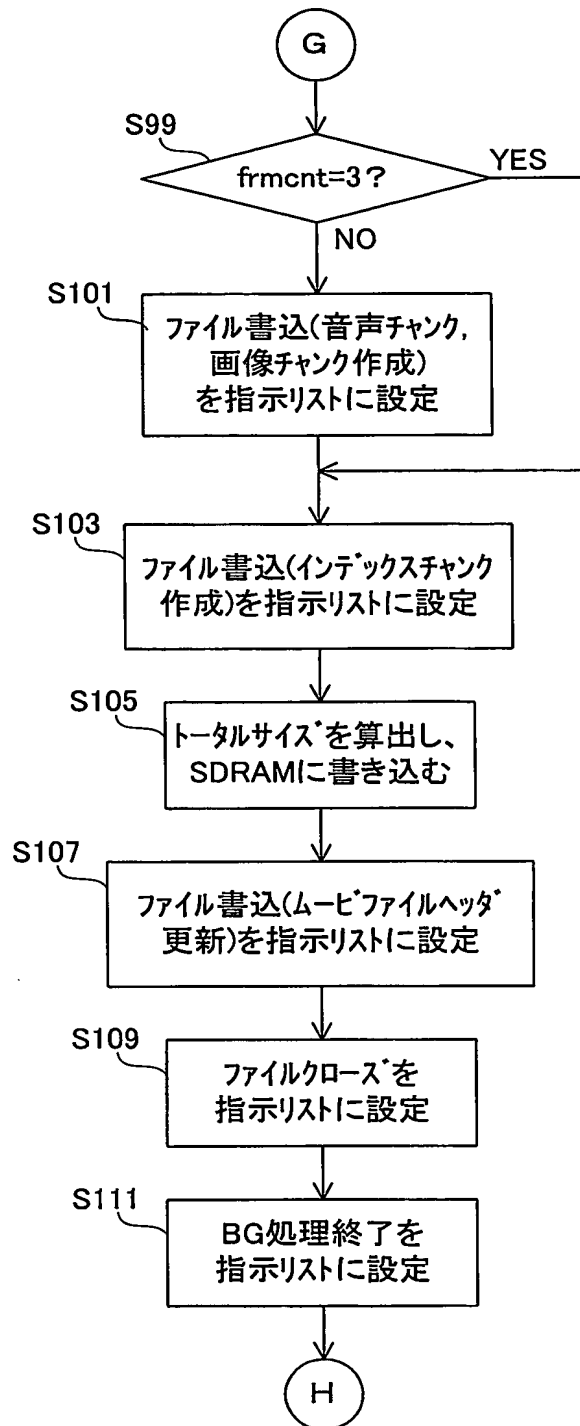 G
S99
frmcnt=3?
YES
NO
S101
ファイル書込(音声チャンク,
画像チャンク作成)
を指示リストに設定
S103
ファイル書込(インデックスチャンク
作成)を指示リストに設定
S105
トータルサイズを算出し、
SDRAMに書き込む
S107
ファイル書込(ムービファイルヘッダ
更新)を指示リストに設定
S109
ファイルクローズを
指示リストに設定
S111
BG処理終了を
指示リストに設定
H